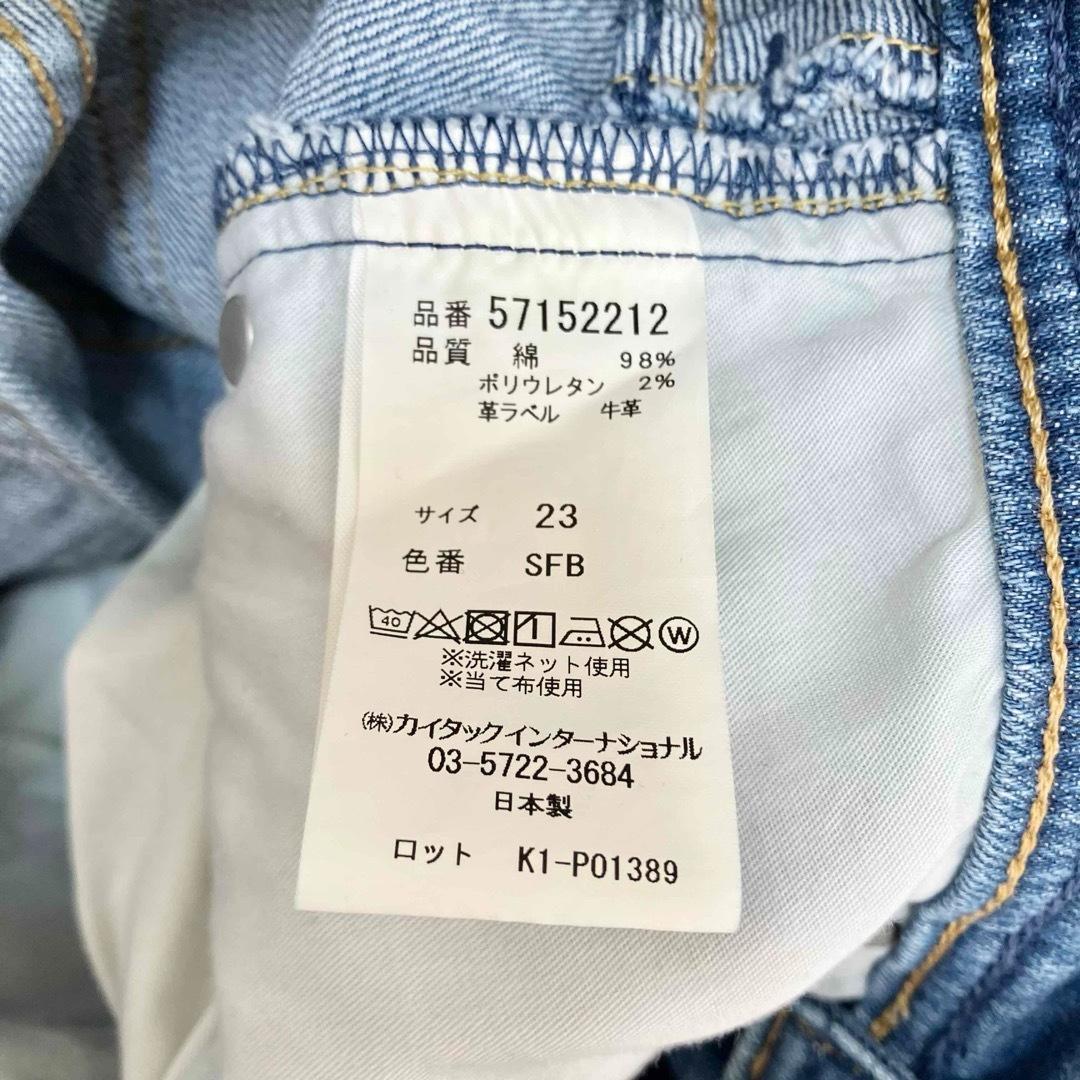 品番 57152212
品質 綿 98%
ポリウレタン 2%
革ラベル 牛革
サイズ 23
色番 SFB
40 W
※洗濯ネット使用
※当て布使用
㈱カイタックインターナショナル
03-5722-3684
日本製
ロット K1-P01389